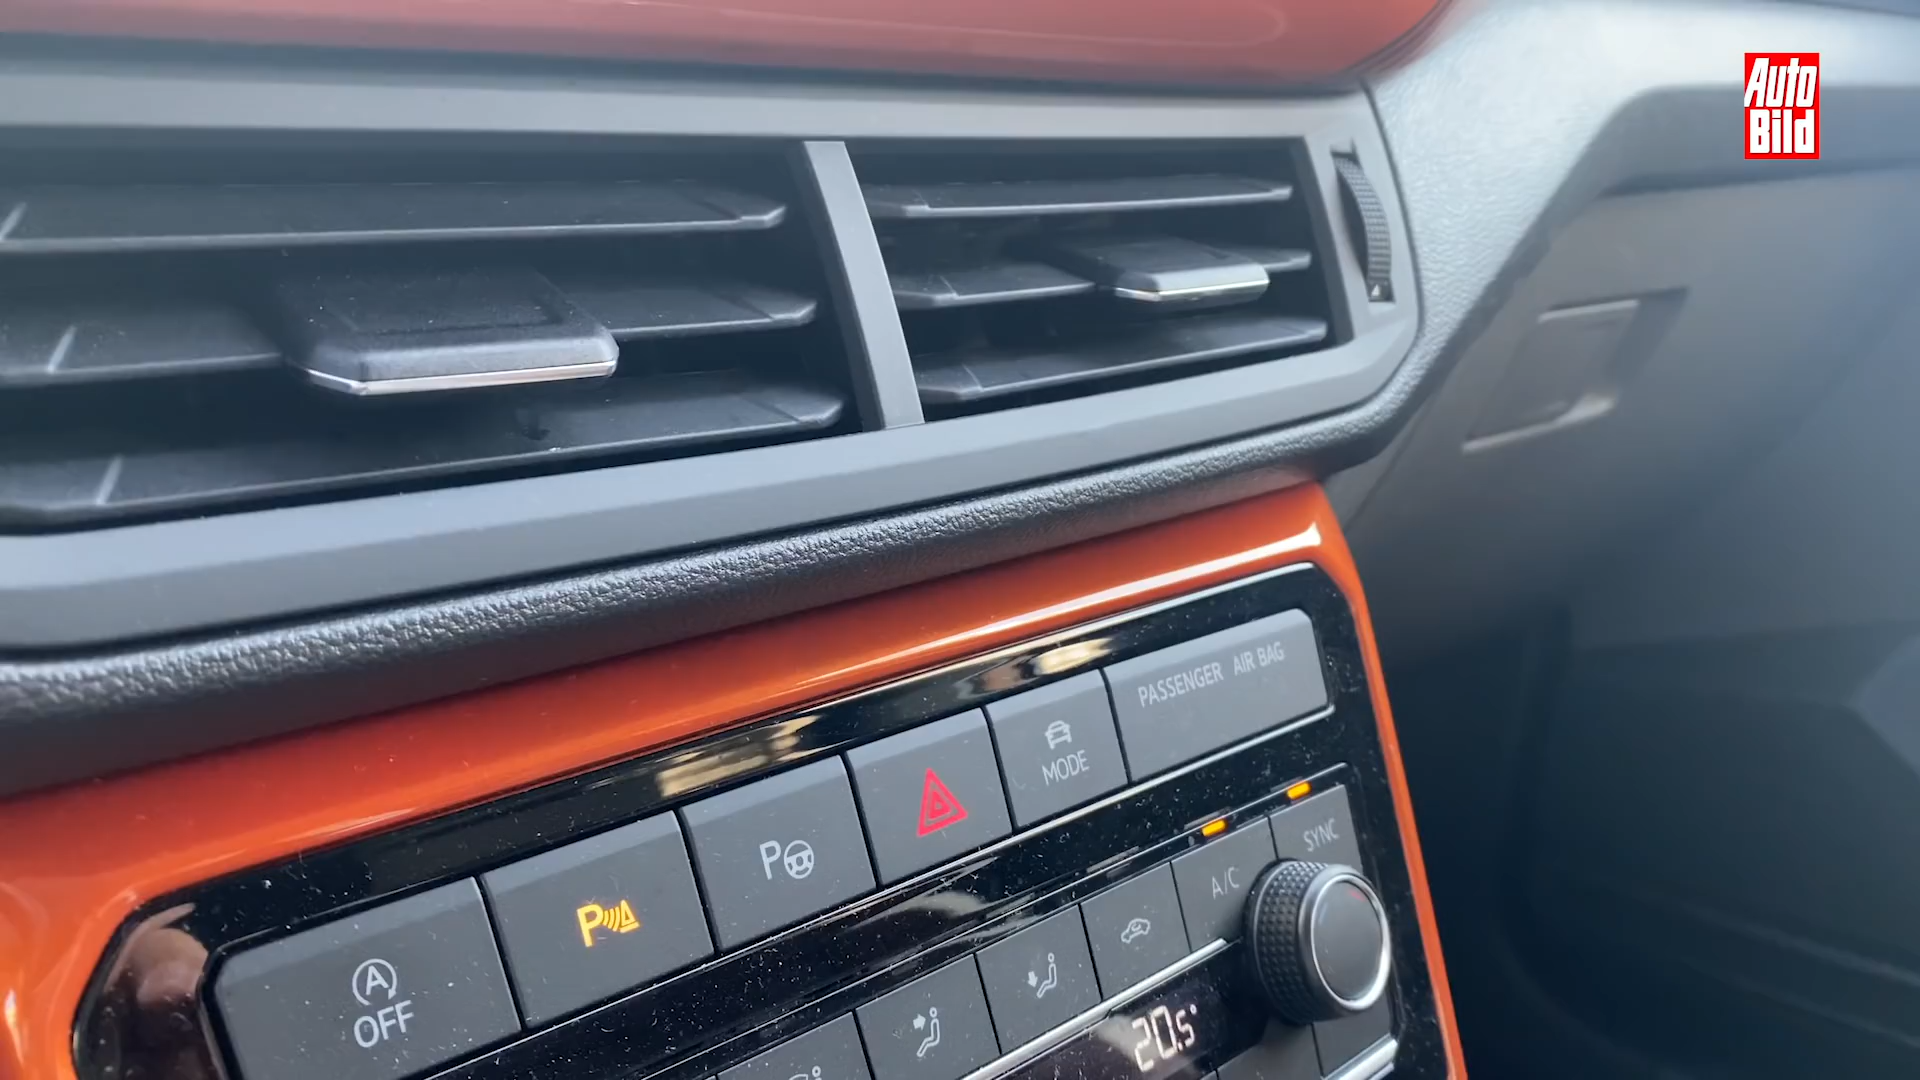 Auto
Bild
PASSENGER AIR BAG
MODE
P
P
A
OFF
SYNC
A/C
20.5°